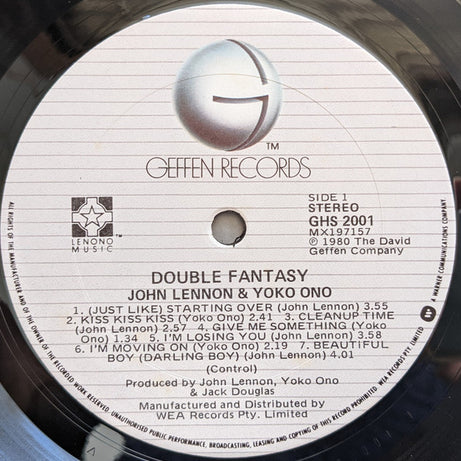 TM
GEFFEN RECORDS
SIDE 1
STEREO
GHS 2001
MX197157
℗ 1980 The David
Geffen Company
LENONO
MUSIC
TM
DOUBLE FANTASY
JOHN LENNON & YOKO ONO
1. (JUST LIKE) STARTING OVER (John Lennon) 3.55
2. KISS KISS KISS (Yoko Ono) 2.41 3. CLEANUP TIME
(John Lennon) 2.57 4. GIVE ME SOMETHING (Yoko
Ono) 1.34 5. I'M LOSING YOU (John Lennon) 3.58
6. I'M MOVING ON (Yoko Ono) 2.19 7. BEAUTIFUL
BOY (DARLING BOY) (John Lennon) 4.01
(Control)
Produced by John Lennon, Yoko Ono
& Jack Douglas
Manufactured and Distributed by
WEA Records Pty. Limited
ALL RIGHTS OF THE MANUFACTURER AND OF THE OWNER OF THE RECORDED WORK RESERVED. UNAUTHORISED PUBLIC PERFORMANCE, BROADCASTING, LEASING AND COPYING OF THIS RECORD PROHIBITED.
A WARNER COMMUNICATIONS COMPANY.